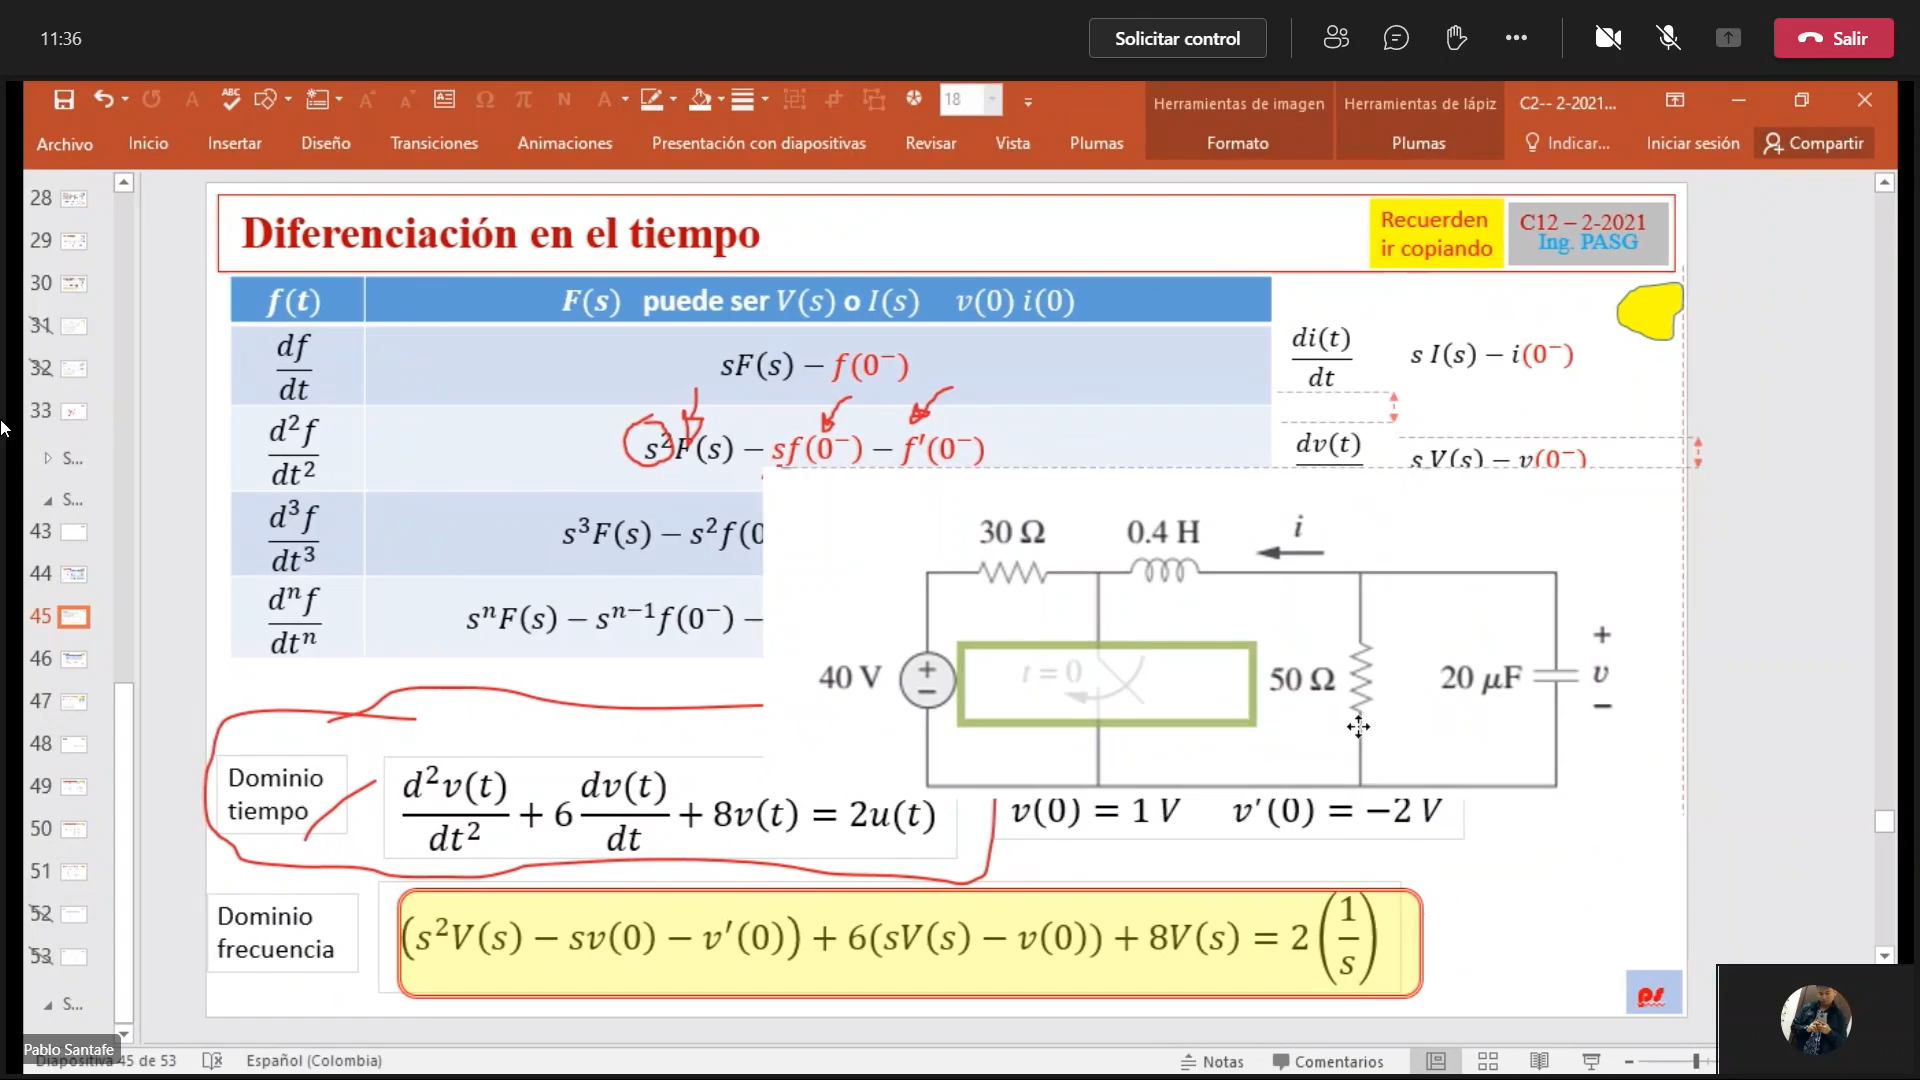 11:36
Solicitar control
Salir
18
Herramientas de imagen
Herramientas de lápiz
C2-- 2-2021...
Archivo
Inicio
Insertar
Diseño
Transiciones
Animaciones
Presentación con diapositivas
Revisar
Vista
Plumas
Formato
Plumas
Indicar...
Iniciar sesión
Compartir
28
29
30
31
32
33
S...
S...
43
44
45
46
47
48
49
50
51
52
53
S...
Diferenciación en el tiempo
Recuerden
ir copiando
C12 – 2-2021
Ing. PASG
f(t)
F(s) puede ser V(s) o I(s) v(0) i(0)
df/dt
sF(s) − f(0⁻)
d²f/dt²
s²F(s) − sf(0⁻) − f′(0⁻)
d³f/dt³
s³F(s) − s²f(0
dⁿf/dtⁿ
sⁿF(s) − sⁿ⁻¹f(0⁻) −
di(t)/dt
s I(s) − i(0⁻)
dv(t)
s V(s) − v(0⁻)
30 Ω
0.4 H
i
40 V
+
−
t = 0
50 Ω
20 μF
+
v
−
Dominio
tiempo
d²v(t)/dt² + 6 dv(t)/dt + 8v(t) = 2u(t)
v(0) = 1 V v′(0) = −2 V
Dominio
frecuencia
(s²V(s) − sv(0) − v′(0)) + 6(sV(s) − v(0)) + 8V(s) = 2(1/s)
ps
Pablo Santafe
Diapositiva 45 de 53
Español (Colombia)
Notas
Comentarios